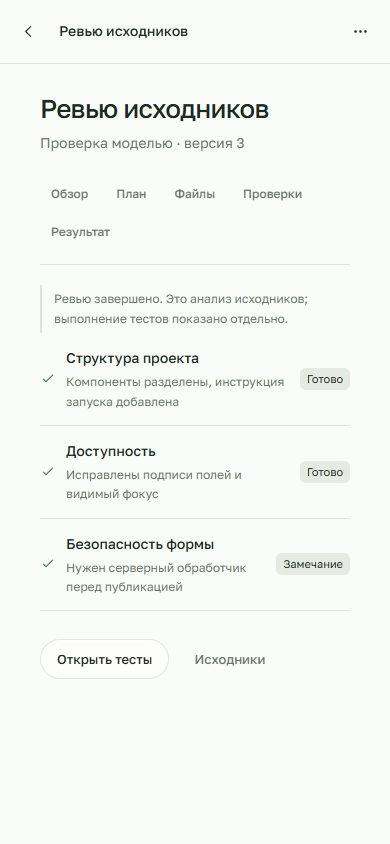 Ревью исходников
Ревью исходников
Проверка моделью · версия 3
Обзор План Файлы Проверки
Результат
Ревью завершено. Это анализ исходников;
выполнение тестов показано отдельно.
Структура проекта
Компоненты разделены, инструкция
запуска добавлена
Готово
Доступность
Исправлены подписи полей и
видимый фокус
Готово
Безопасность формы
Нужен серверный обработчик
перед публикацией
Замечание
Открыть тесты Исходники